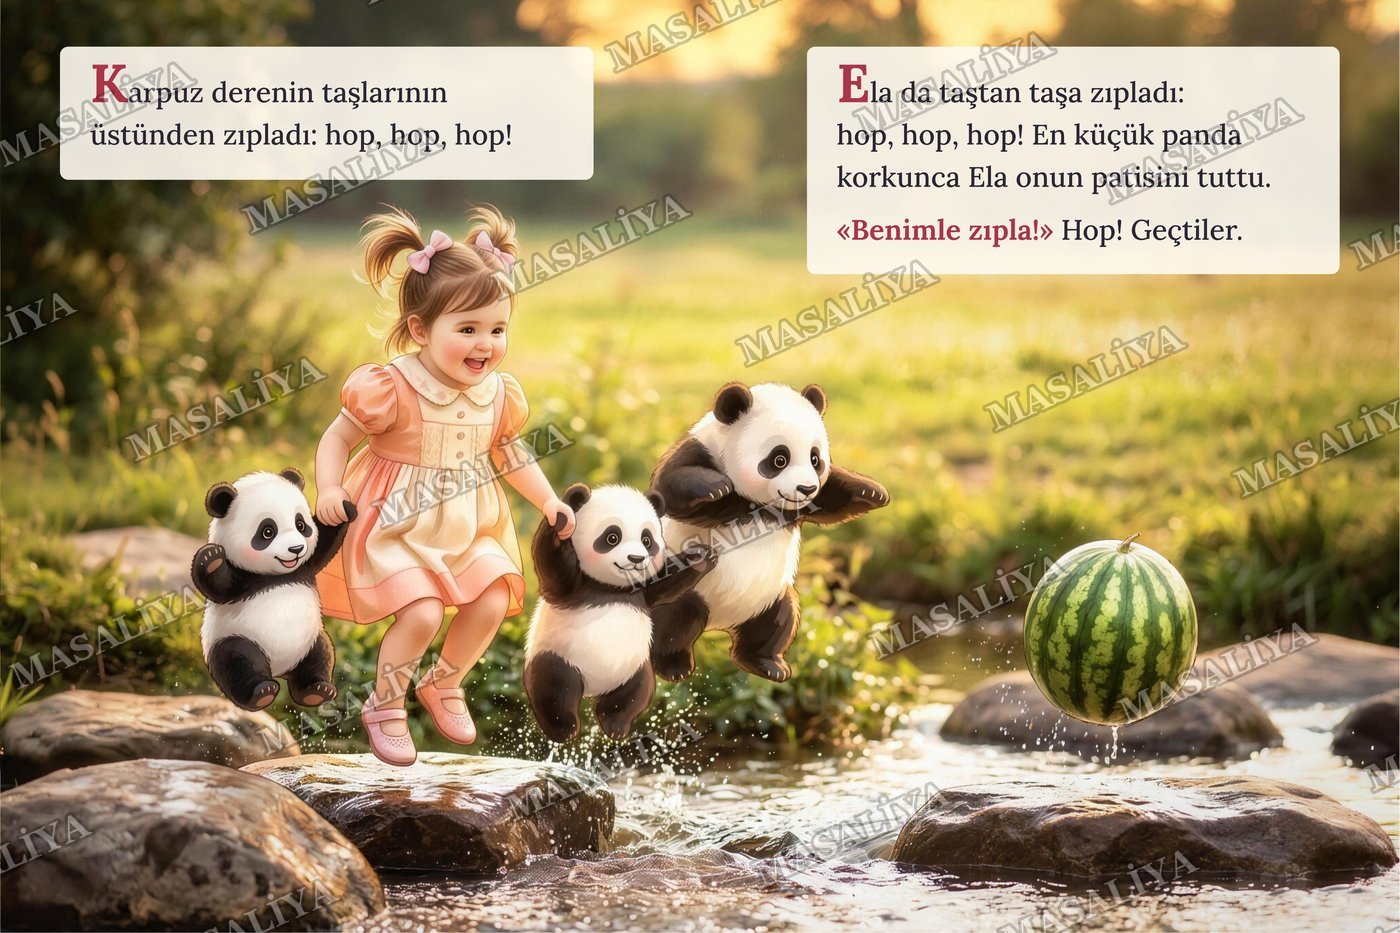 Karpuz derenin taşlarının
üstünden zıpladı: hop, hop, hop!
Ela da taştan taşa zıpladı:
hop, hop, hop! En küçük panda
korkunca Ela onun patisini tuttu.
«Benimle zıpla!» Hop! Geçtiler.
MASALİYA